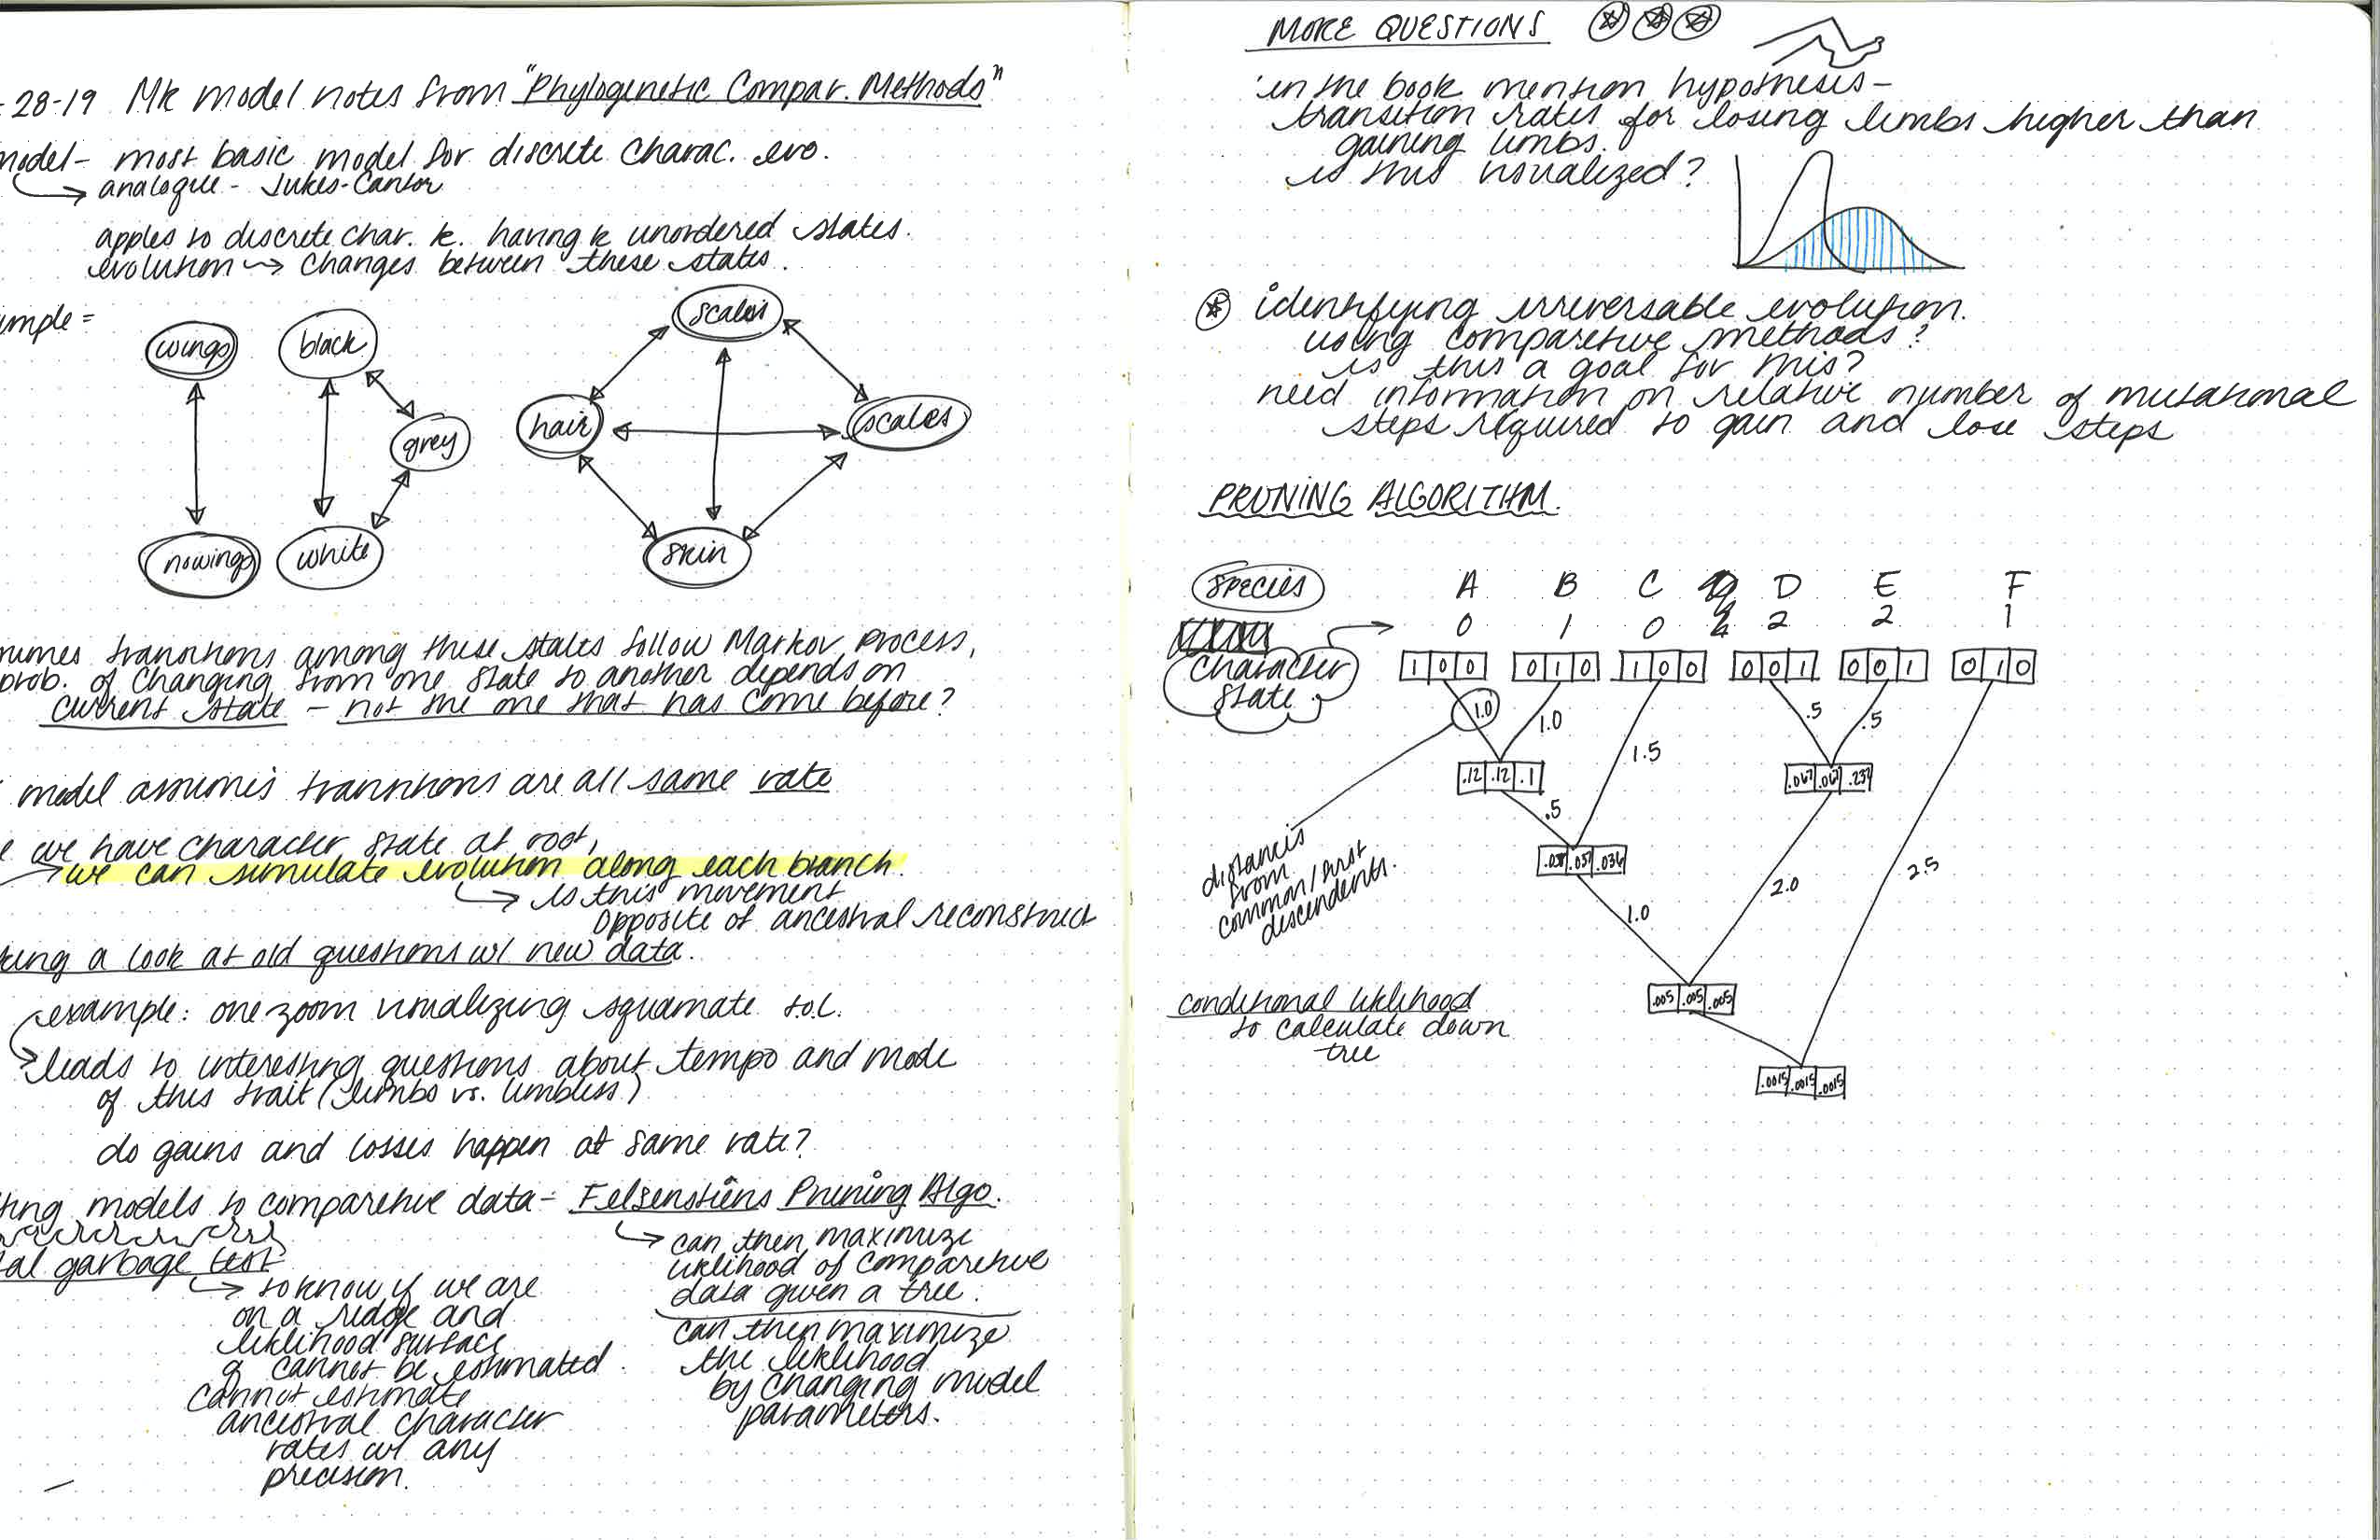 28-19 Mk model notes from "Phylogenetic Compar. Methods"
model - most basic model for discrete charac. evo.
analogue - Jukes-Cantor
apples to discrete char. k. having k unordered states.
evolution → changes between these states.
mple =
wings
nowings
black
grey
white
scales
hair
scales
skin
umes transitions among these states follow Markov process,
prob. of changing from one state to another depends on
current state - not the one that has come before?
model assumes transitions are all same rate
we have character state at root,
→ we can simulate evolution along each branch.
→ is this movement
opposite of ancestral reconstruct
king a look at old questions w/ new data.
example: onezoom visualizing squamate t.o.l.
leads to interesting questions about tempo and mode
of this trait (limbs vs. limbless)
do gains and losses happen at same rate?
ting models to comparetive data - Felsenstiens Pruning Algo.
→ can then maximize
liklihood of comparetive
data given a tree.
can then maximize
the liklihood
by changing model
parameters.
al garbage test
→ to know if we are
on a ridge and
liklihood surface
q cannot be estimated.
cannot estimate
ancestral character
rates w/ any
precision.
MORE QUESTIONS
in the book mention hypothesis -
transition rates for losing limbs higher than
gaining limbs.
is this visualized?
identifying irreversable evolution.
using comparetive methods?
is this a goal for this?
need information on relative number of mutational
steps required to gain and lose steps
PRUNING ALGORITHM.
species A B C D E F
0 1 0 2 2 1
character
state
1 0 0 0 1 0 1 0 0 0 0 1 0 0 1 0 1 0
1.0 1.0 1.5 .5 .5
.12 .12 .1 .067 .067 .237
.5
.037 .036
distances
from
common/first
descendents.
1.0 2.0 2.5
conditional liklihood
to calculate down
tree
.005 .005 .005
.0015 .0015 .0015